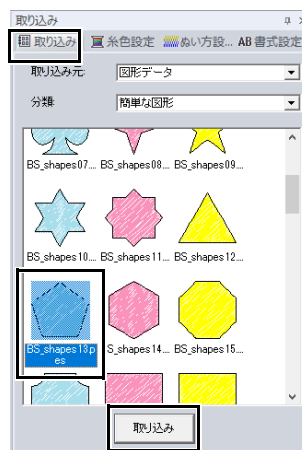 取り込み
取り込み 糸色設定 ぬい方設... AB 書式設定
取り込み元: 図形データ
分類: 簡単な図形
BS_shapes07... BS_shapes08... BS_shapes09...
BS_shapes10... BS_shapes11... BS_shapes12...
BS_shapes13.p
es
S_shapes14... BS_shapes15...
取り込み